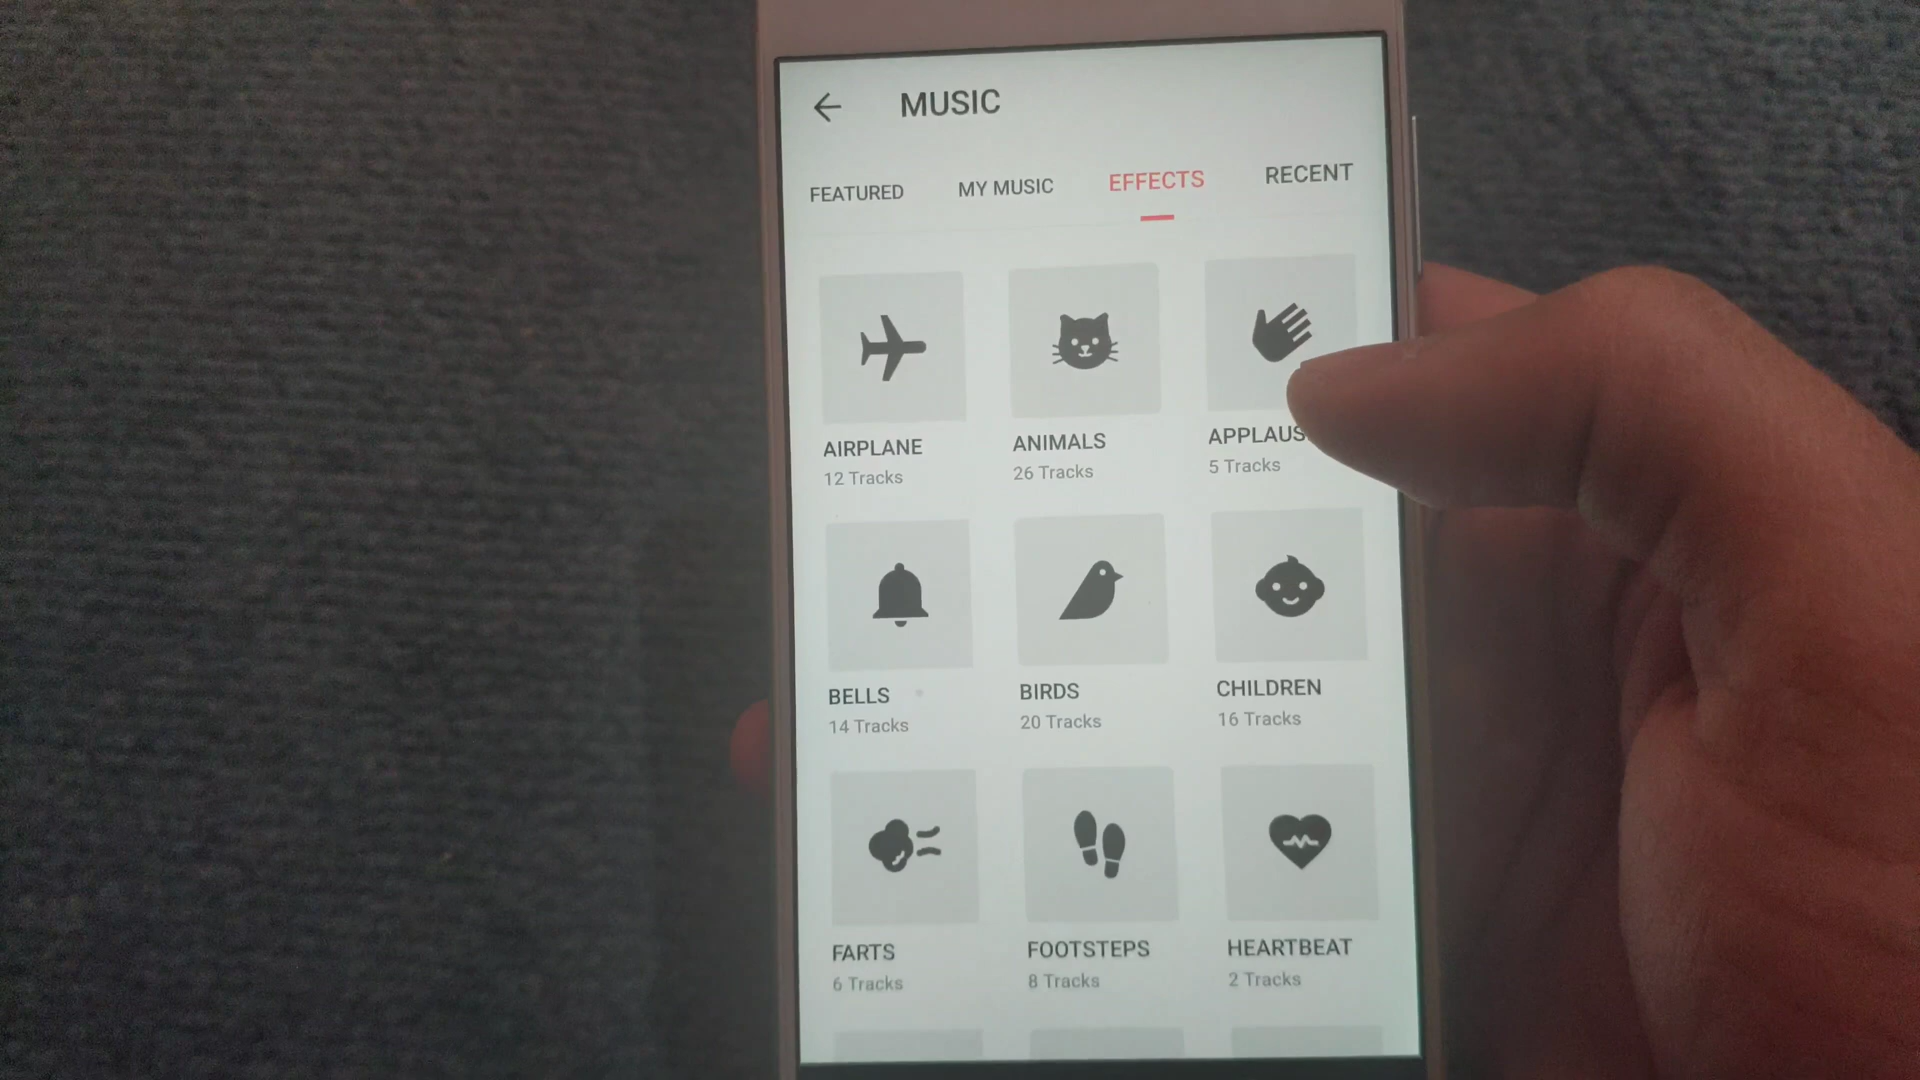 MUSIC
FEATURED MY MUSIC EFFECTS RECENT
AIRPLANE ANIMALS APPLAUS
12 Tracks 26 Tracks 5 Tracks
BELLS BIRDS CHILDREN
14 Tracks 20 Tracks 16 Tracks
FARTS FOOTSTEPS HEARTBEAT
6 Tracks 8 Tracks 2 Tracks